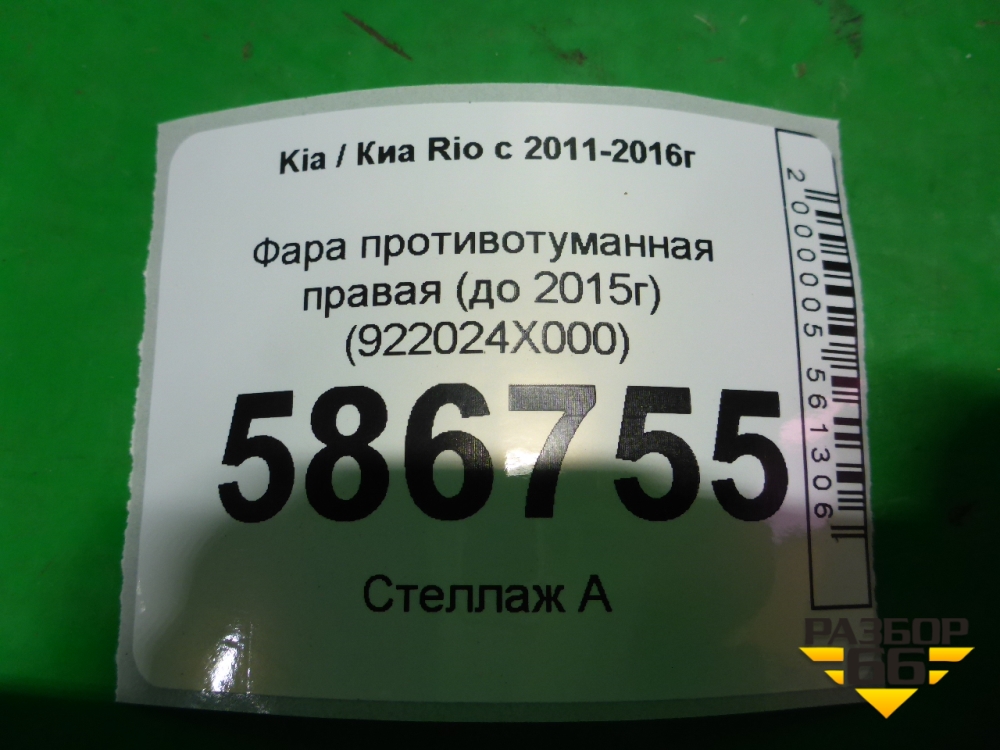 Kia / Киа Rio с 2011-2016г
Фара противотуманная
правая (до 2015г)
(922024X000)
586755
Стеллаж А
2000005561306
РАЗБОР
66